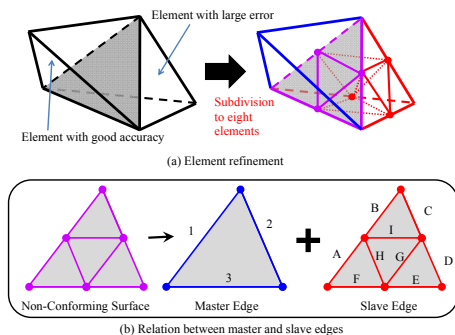 Element with large error
Element with good accuracy
Subdivision
to eight
elements
(a) Element refinement
1
2
3
B
C
I
A
H
G
D
F
E
Non-Conforming Surface
Master Edge
+
Slave Edge
(b) Relation between master and slave edges